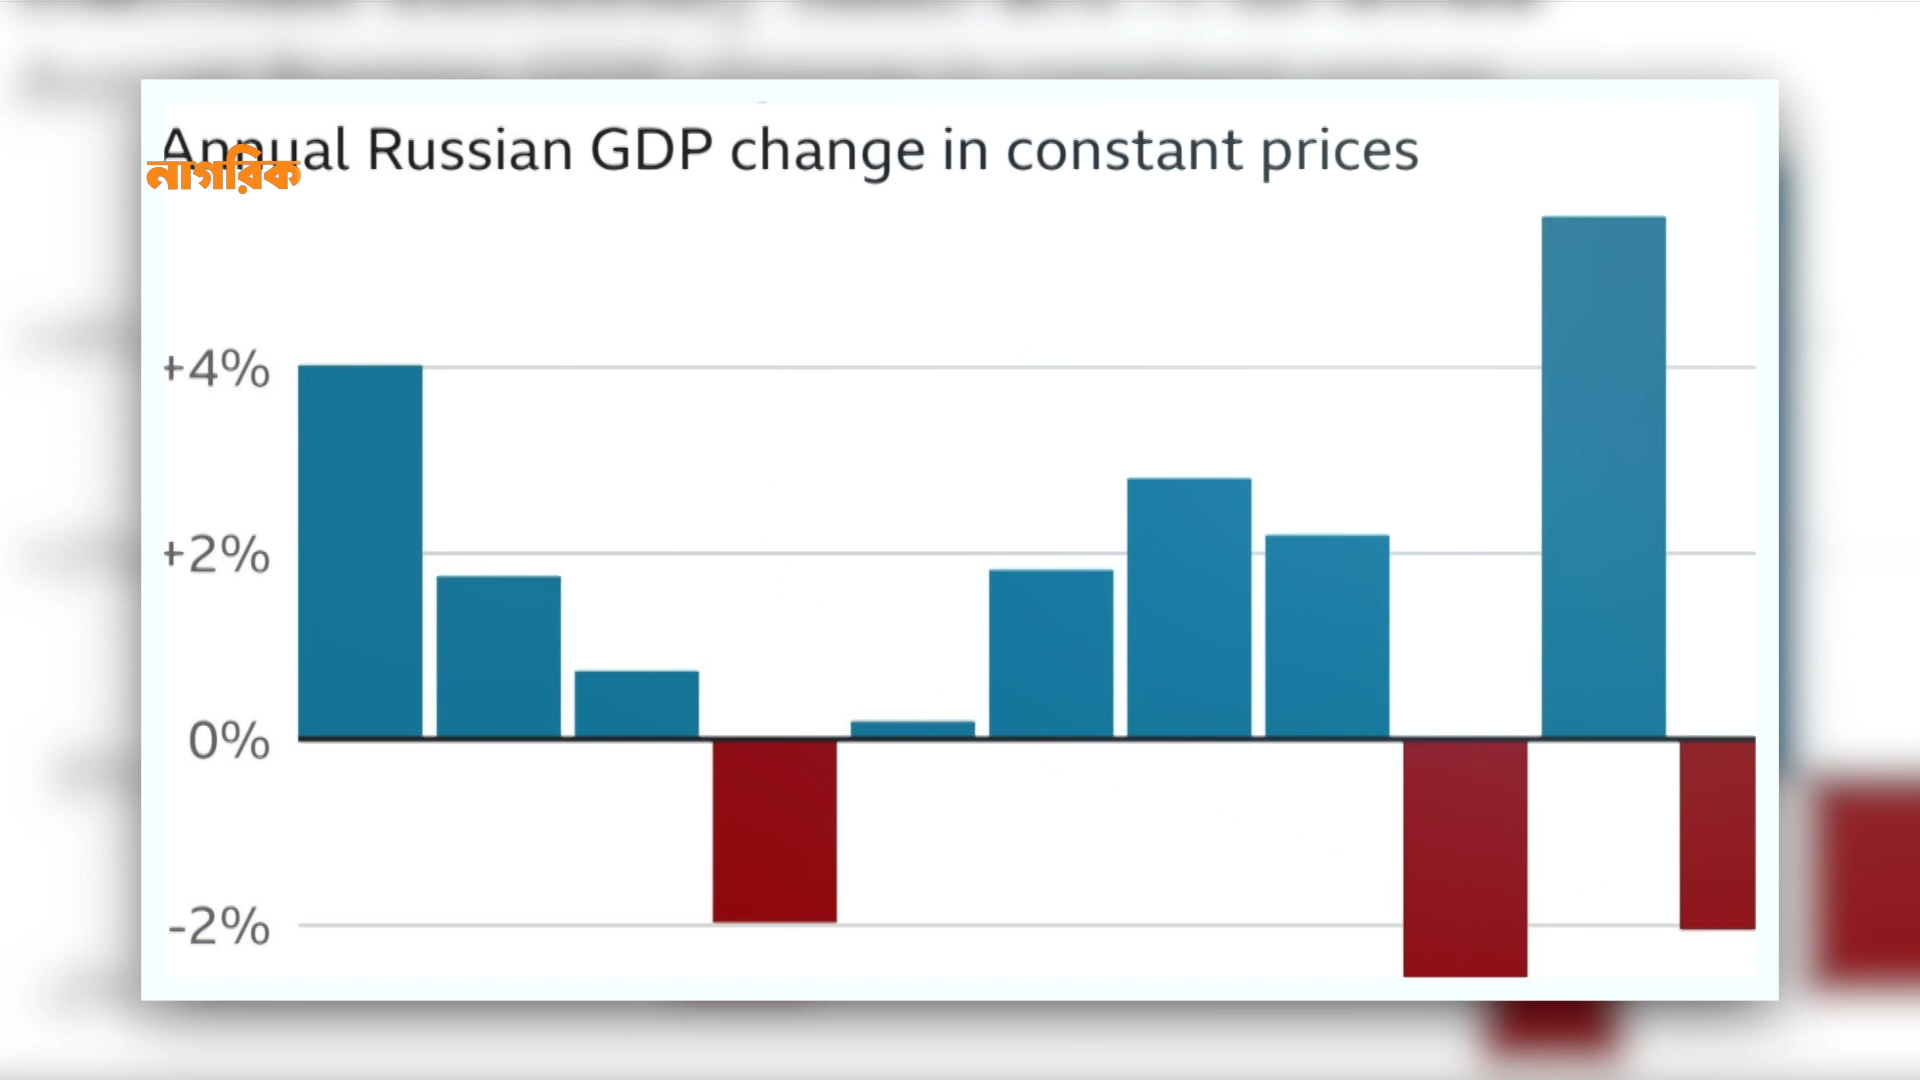 Annual Russian GDP change in constant prices
নাগরিক
+4%
+2%
0%
-2%